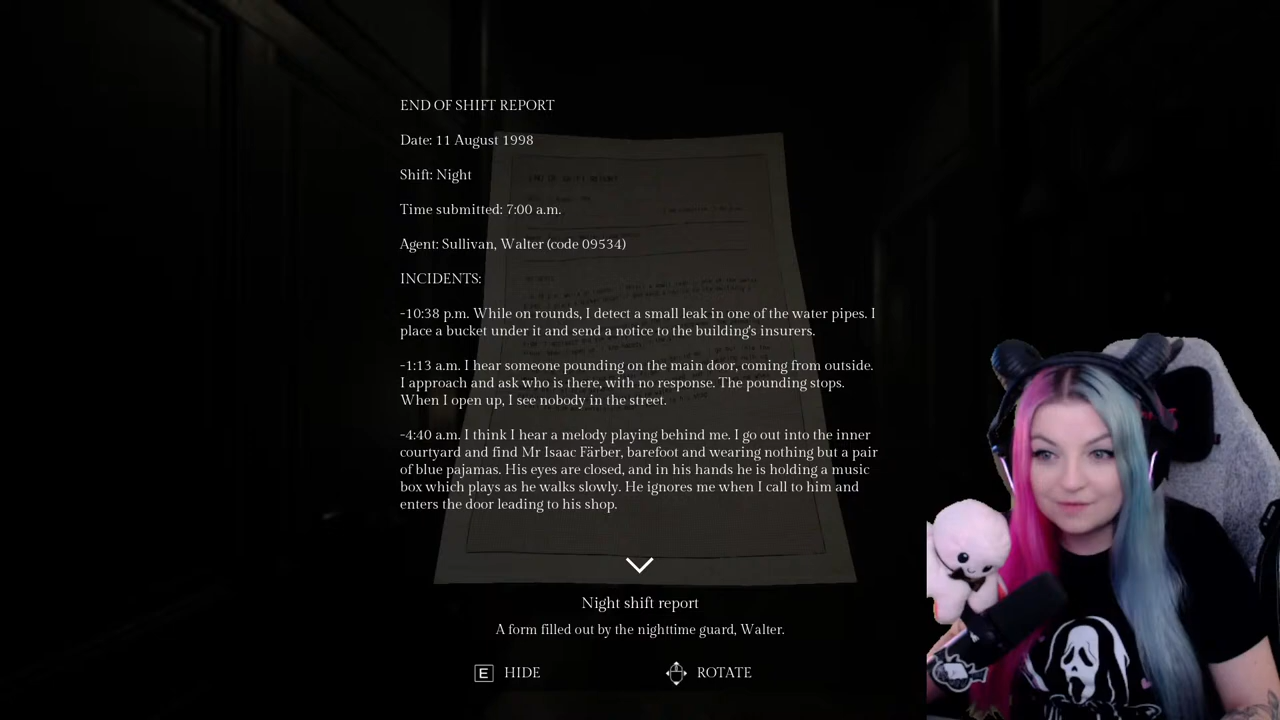 END OF SHIFT REPORT
Date: 11 August 1998
Shift: Night
Time submitted: 7:00 a.m.
Agent: Sullivan, Walter (code 09534)
INCIDENTS:
-10:38 p.m. While on rounds, I detect a small leak in one of the water pipes. I
place a bucket under it and send a notice to the building's insurers.
-1:13 a.m. I hear someone pounding on the main door, coming from outside.
I approach and ask who is there, with no response. The pounding stops.
When I open up, I see nobody in the street.
-4:40 a.m. I think I hear a melody playing behind me. I go out into the inner
courtyard and find Mr Isaac Färber, barefoot and wearing nothing but a pair
of blue pajamas. His eyes are closed, and in his hands he is holding a music
box which plays as he walks slowly. He ignores me when I call to him and
enters the door leading to his shop.
Night shift report
A form filled out by the nighttime guard, Walter.
E HIDE
ROTATE